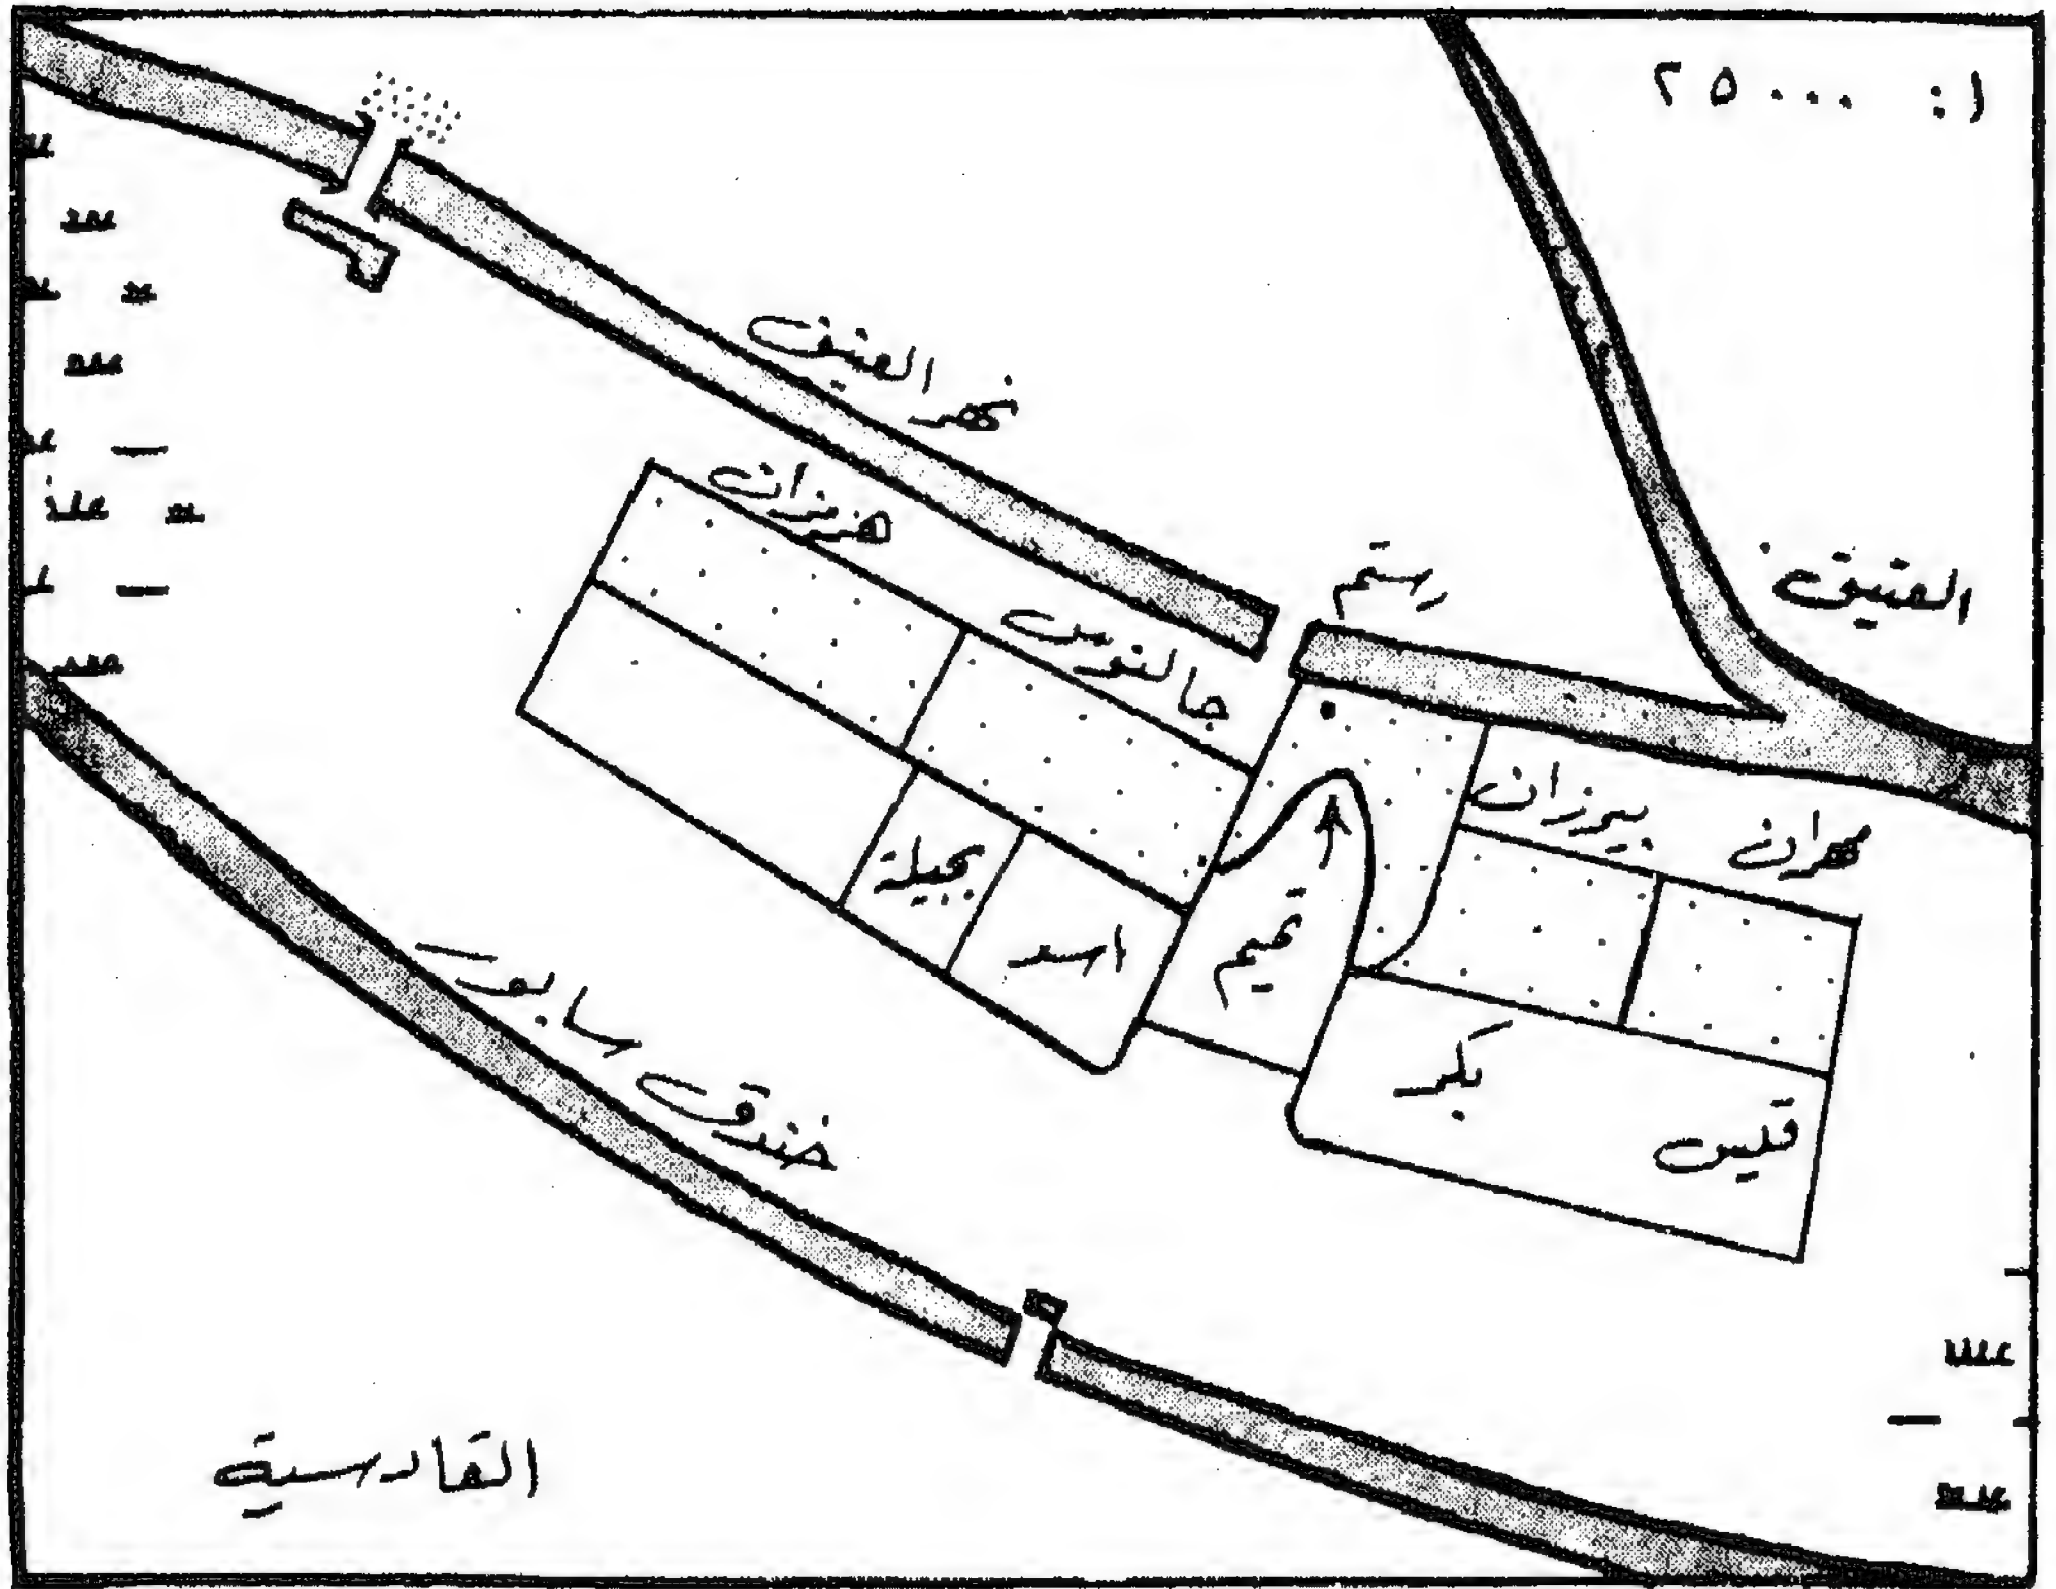 ١: ٢٥٠٠٠
نهر العتيق
العتيق
رستم
هرمزان
جالنوس
بيرزان
مهران
بجيلة
اسد
تميم
بكر
قيس
خندق سابور
القادسية